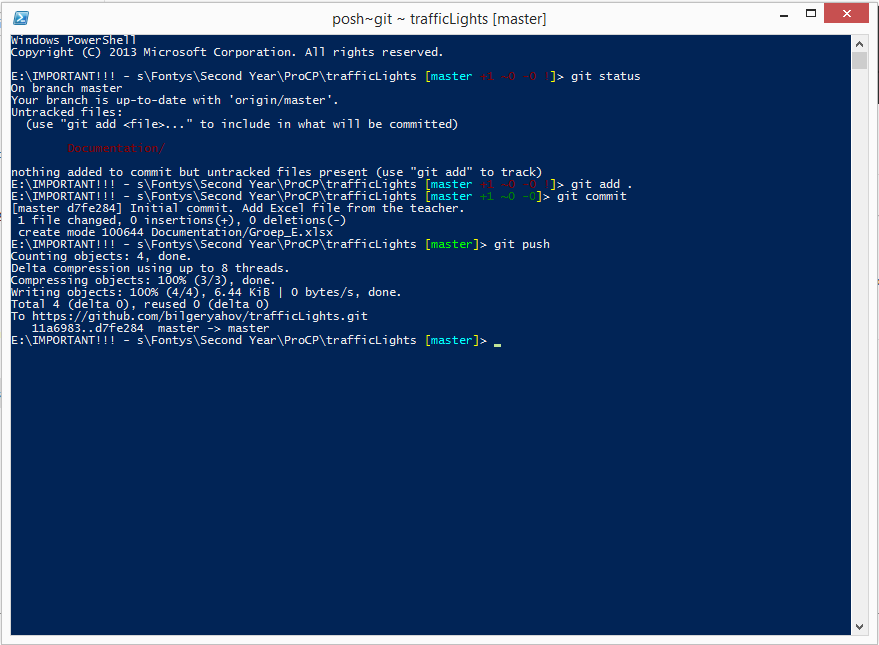 posh~git ~ trafficLights [master]
Windows PowerShell
Copyright (C) 2013 Microsoft Corporation. All rights reserved.
E:\IMPORTANT!!! - s\Fontys\Second Year\ProCP\trafficLights [master +1 ~0 -0 !]> git status
On branch master
Your branch is up-to-date with 'origin/master'.
Untracked files:
  (use "git add <file>..." to include in what will be committed)
        Documentation/
nothing added to commit but untracked files present (use "git add" to track)
E:\IMPORTANT!!! - s\Fontys\Second Year\ProCP\trafficLights [master +1 ~0 -0 !]> git add .
E:\IMPORTANT!!! - s\Fontys\Second Year\ProCP\trafficLights [master +1 ~0 -0]> git commit
[master d7fe284] Initial commit. Add Excel file from the teacher.
 1 file changed, 0 insertions(+), 0 deletions(-)
 create mode 100644 Documentation/Groep_E.xlsx
E:\IMPORTANT!!! - s\Fontys\Second Year\ProCP\trafficLights [master]> git push
Counting objects: 4, done.
Delta compression using up to 8 threads.
Compressing objects: 100% (3/3), done.
Writing objects: 100% (4/4), 6.44 KiB | 0 bytes/s, done.
Total 4 (delta 0), reused 0 (delta 0)
To https://github.com/bilgeryahov/trafficLights.git
   11a6983..d7fe284  master -> master
E:\IMPORTANT!!! - s\Fontys\Second Year\ProCP\trafficLights [master]> _